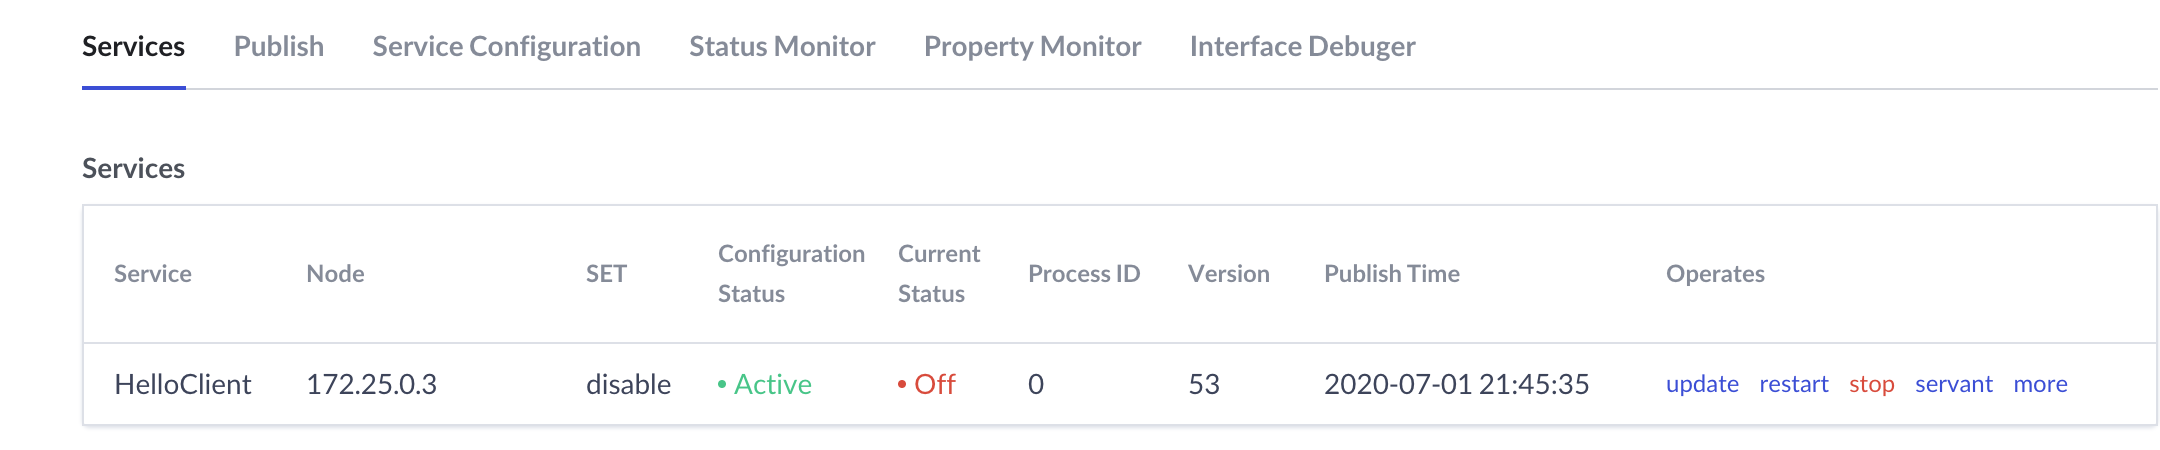 Services Publish Service Configuration Status Monitor Property Monitor Interface Debuger
Services
Service Node SET Configuration Status Current Status Process ID Version Publish Time Operates
HelloClient 172.25.0.3 disable • Active • Off 0 53 2020-07-01 21:45:35 update restart stop servant more